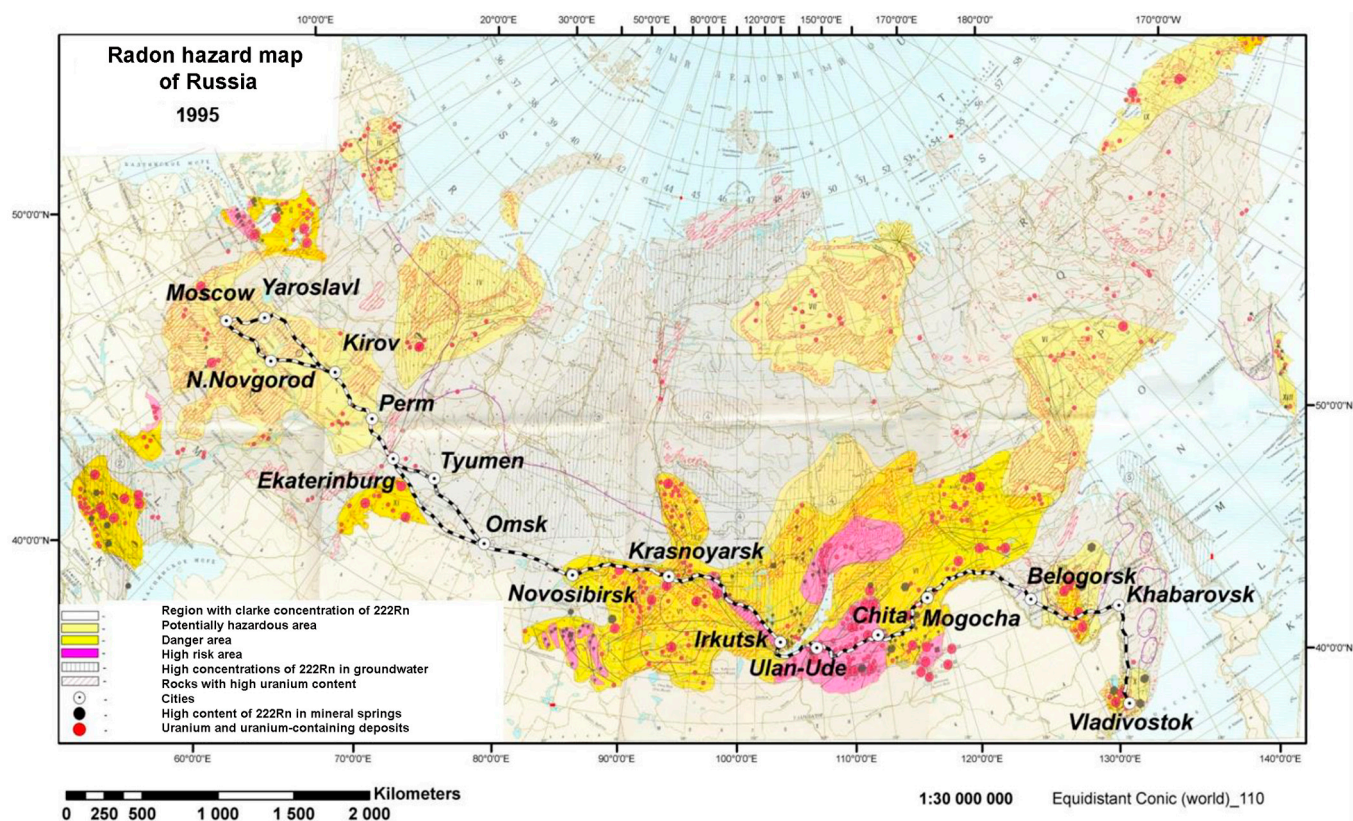 10°0'0"E
20°0'0"E
30°0'0"E
50°0'0"E
80°0'0"E
120°0'0"E
150°0'0"E
170°0'0"E
180°0'0"
170°0'0"W
Radon hazard map
of Russia
1995
50°0'0"N
40°0'0"N
50°0'0"N
40°0'0"N
Moscow
Yaroslavl
Kirov
N.Novgorod
Perm
Tyumen
Ekaterinburg
Omsk
Krasnoyarsk
Novosibirsk
Belogorsk
Khabarovsk
Chita
Mogocha
Irkutsk
Ulan-Ude
Vladivostok
Region with clarke concentration of 222Rn
Potentially hazardous area
Danger area
High risk area
High concentrations of 222Rn in groundwater
Rocks with high uranium content
Cities
High content of 222Rn in mineral springs
Uranium and uranium-containing deposits
60°0'0"E
70°0'0"E
80°0'0"E
90°0'0"E
100°0'0"E
110°0'0"E
120°0'0"E
130°0'0"E
140°0'0"E
Kilometers
0 250 500 1 000 1 500 2 000
1:30 000 000
Equidistant Conic (world)_110